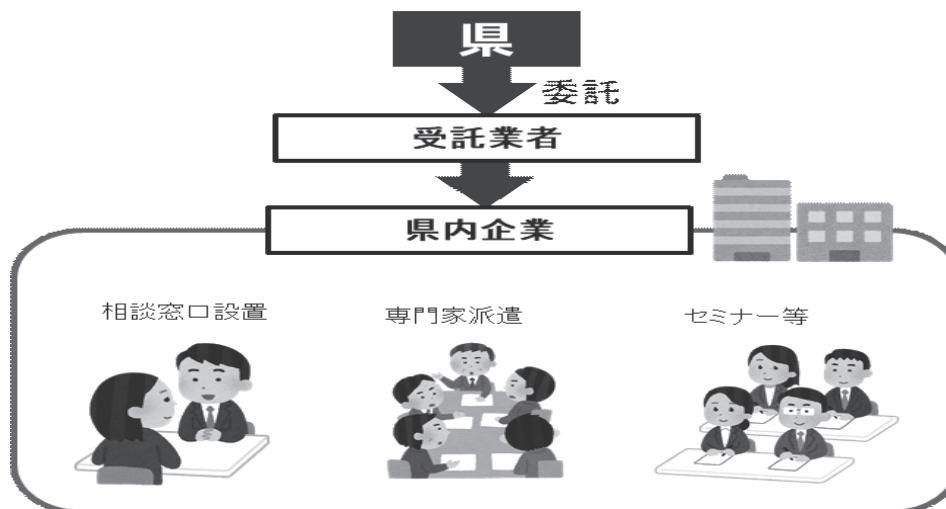 県
委託
受託業者
県内企業
相談窓口設置
専門家派遣
セミナー等